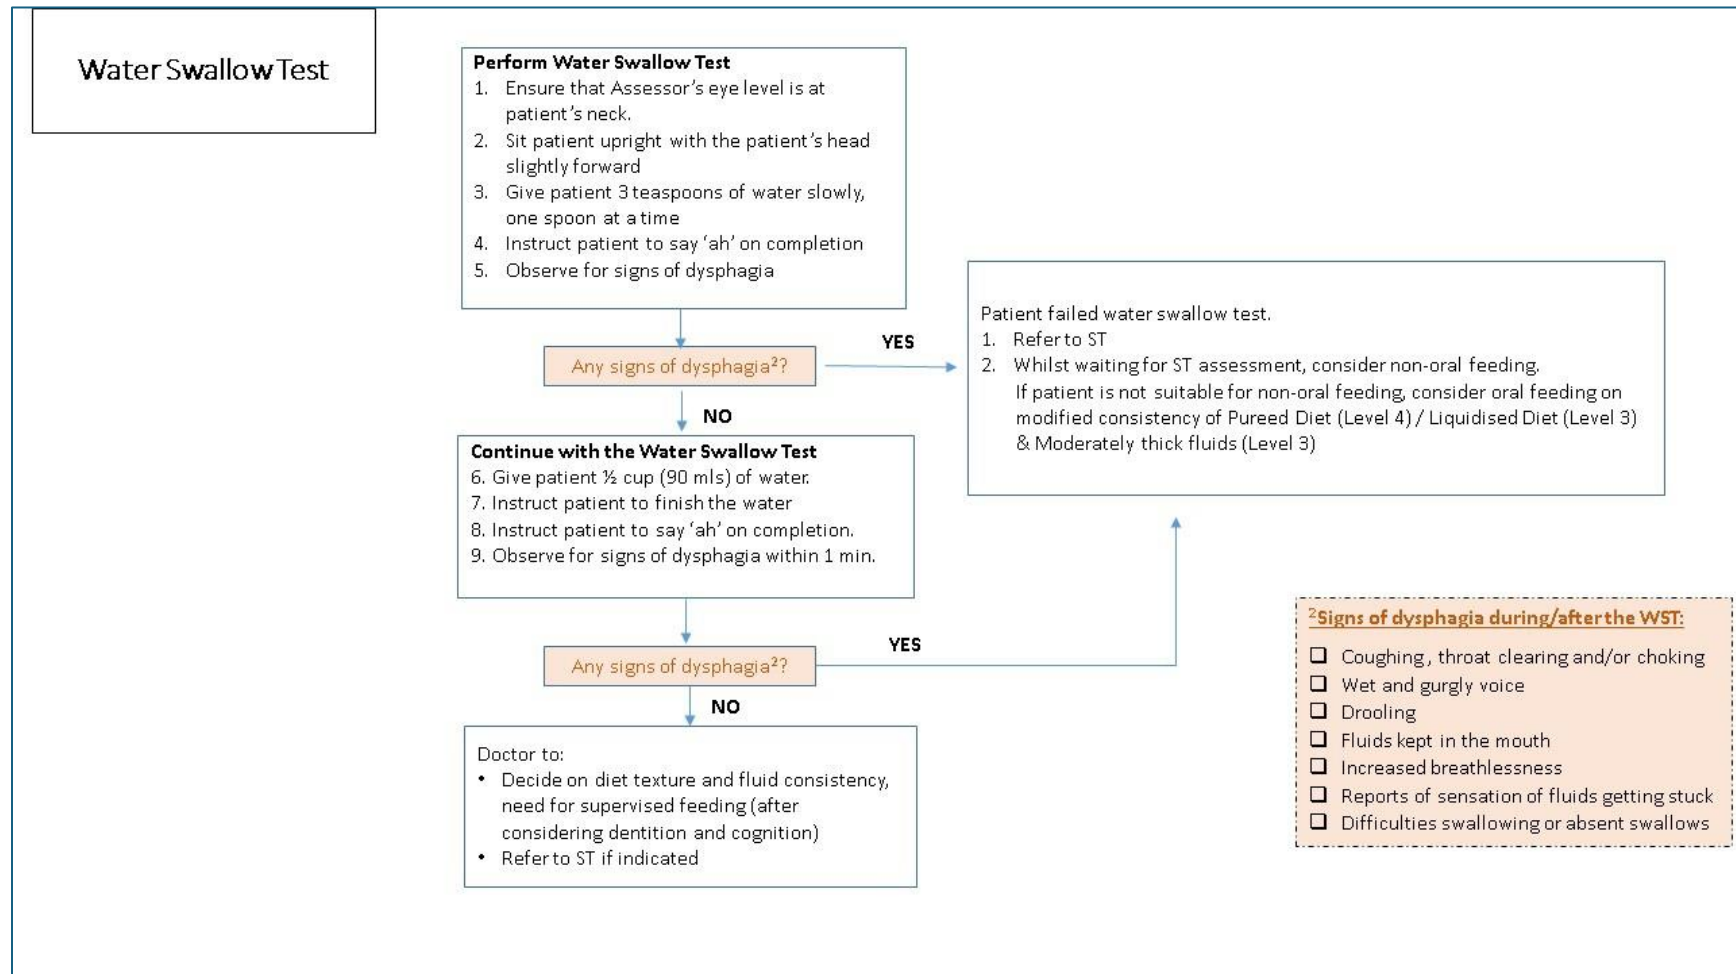 Water Swallow Test
Perform Water Swallow Test
1. Ensure that Assessor's eye level is at
patient's neck.
2. Sit patient upright with the patient's head
slightly forward
3. Give patient 3 teaspoons of water slowly,
one spoon at a time
4. Instruct patient to say 'ah' on completion
5. Observe for signs of dysphagia
Any signs of dysphagia²?
YES
Patient failed water swallow test.
1. Refer to ST
2. Whilst waiting for ST assessment, consider non-oral feeding.
If patient is not suitable for non-oral feeding, consider oral feeding on
modified consistency of Pureed Diet (Level 4) / Liquidised Diet (Level 3)
& Moderately thick fluids (Level 3)
NO
Continue with the Water Swallow Test
6. Give patient ½ cup (90 mls) of water.
7. Instruct patient to finish the water
8. Instruct patient to say 'ah' on completion.
9. Observe for signs of dysphagia within 1 min.
Any signs of dysphagia²?
YES
NO
Doctor to:
• Decide on diet texture and fluid consistency,
need for supervised feeding (after
considering dentition and cognition)
• Refer to ST if indicated
²Signs of dysphagia during/after the WST:
❑ Coughing, throat clearing and/or choking
❑ Wet and gurgly voice
❑ Drooling
❑ Fluids kept in the mouth
❑ Increased breathlessness
❑ Reports of sensation of fluids getting stuck
❑ Difficulties swallowing or absent swallows